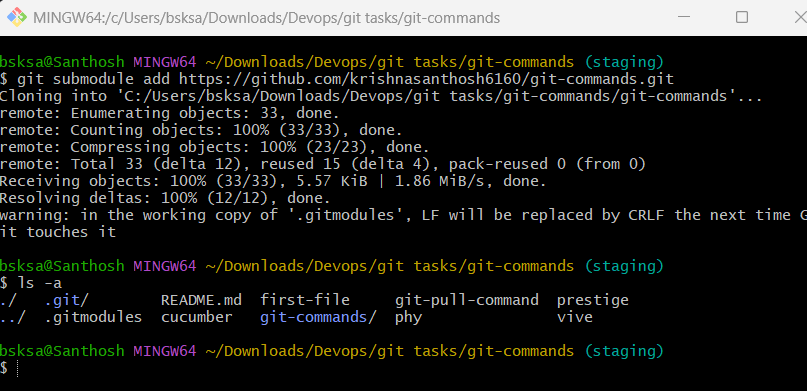 MINGW64:/c/Users/bsksa/Downloads/Devops/git tasks/git-commands
bsksa@Santhosh MINGW64 ~/Downloads/Devops/git tasks/git-commands (staging)
$ git submodule add https://github.com/krishnasanthosh6160/git-commands.git
Cloning into 'C:/Users/bsksa/Downloads/Devops/git tasks/git-commands/git-commands'...
remote: Enumerating objects: 33, done.
remote: Counting objects: 100% (33/33), done.
remote: Compressing objects: 100% (23/23), done.
remote: Total 33 (delta 12), reused 15 (delta 4), pack-reused 0 (from 0)
Receiving objects: 100% (33/33), 5.57 KiB | 1.86 MiB/s, done.
Resolving deltas: 100% (12/12), done.
warning: in the working copy of '.gitmodules', LF will be replaced by CRLF the next time G
it touches it
bsksa@Santhosh MINGW64 ~/Downloads/Devops/git tasks/git-commands (staging)
$ ls -a
./   .git/        README.md  first-file     git-pull-command  prestige
../  .gitmodules  cucumber   git-commands/  phy               vive
bsksa@Santhosh MINGW64 ~/Downloads/Devops/git tasks/git-commands (staging)
$